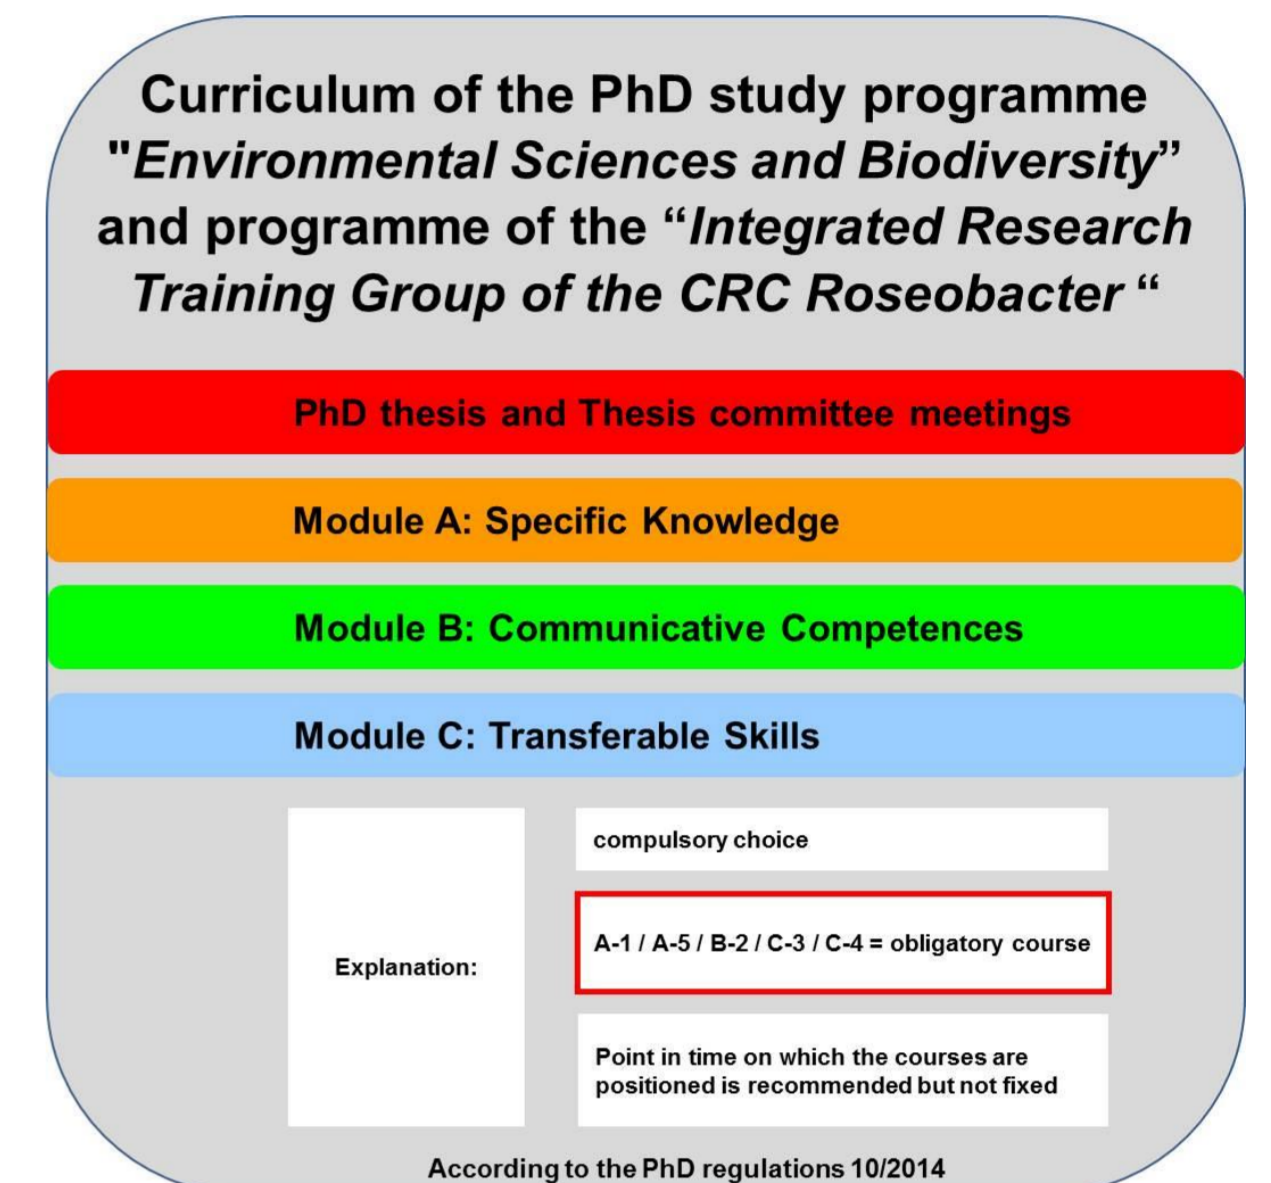 Curriculum of the PhD study programme
"Environmental Sciences and Biodiversity”
and programme of the “Integrated Research
Training Group of the CRC Roseobacter “
PhD thesis and Thesis committee meetings
Module A: Specific Knowledge
Module B: Communicative Competences
Module C: Transferable Skills
Explanation:
compulsory choice
A-1 / A-5 / B-2 / C-3 / C-4 = obligatory course
Point in time on which the courses are
positioned is recommended but not fixed
According to the PhD regulations 10/2014